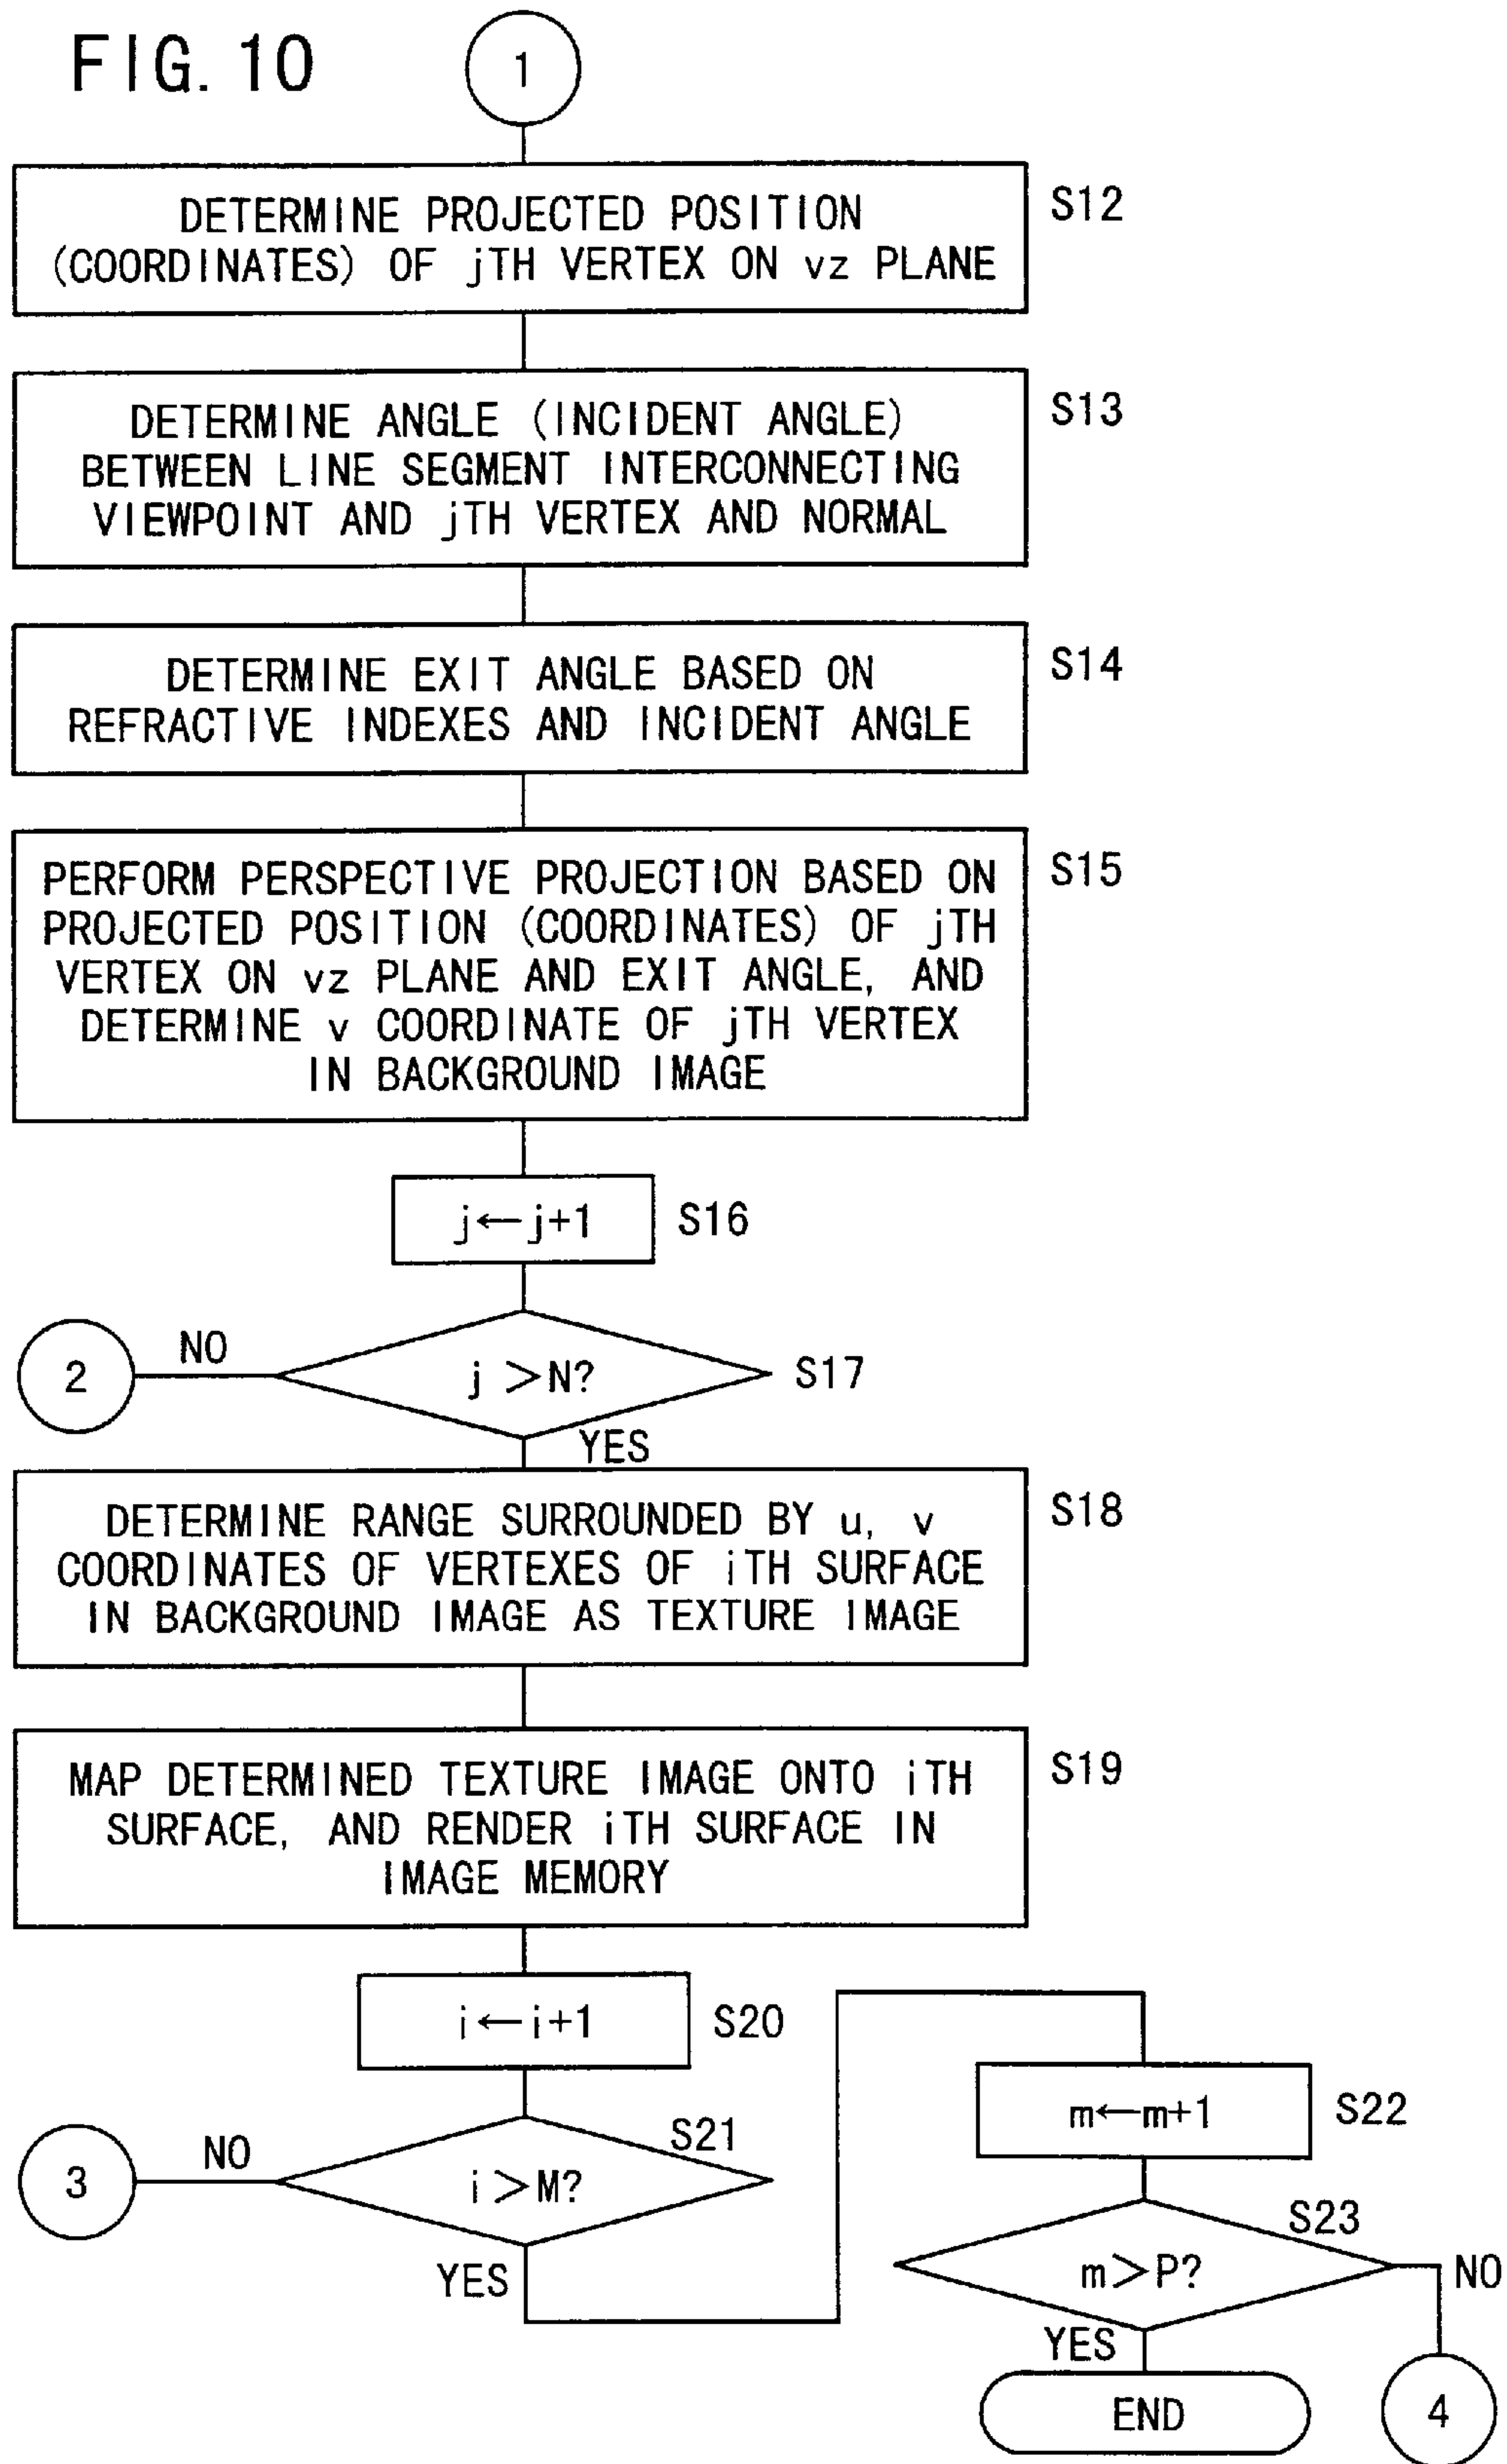 FIG. 10
1
DETERMINE PROJECTED POSITION
(COORDINATES) OF jTH VERTEX ON vz PLANE
S12
DETERMINE ANGLE (INCIDENT ANGLE)
BETWEEN LINE SEGMENT INTERCONNECTING
VIEWPOINT AND jTH VERTEX AND NORMAL
S13
DETERMINE EXIT ANGLE BASED ON
REFRACTIVE INDEXES AND INCIDENT ANGLE
S14
PERFORM PERSPECTIVE PROJECTION BASED ON
PROJECTED POSITION (COORDINATES) OF jTH
VERTEX ON vz PLANE AND EXIT ANGLE, AND
DETERMINE v COORDINATE OF jTH VERTEX
IN BACKGROUND IMAGE
S15
j←j+1
S16
2
NO
j >N?
S17
YES
DETERMINE RANGE SURROUNDED BY u, v
COORDINATES OF VERTEXES OF iTH SURFACE
IN BACKGROUND IMAGE AS TEXTURE IMAGE
S18
MAP DETERMINED TEXTURE IMAGE ONTO iTH
SURFACE, AND RENDER iTH SURFACE IN
IMAGE MEMORY
S19
i←i+1
S20
3
NO
i >M?
S21
YES
m←m+1
S22
m>P?
S23
NO
YES
END
4